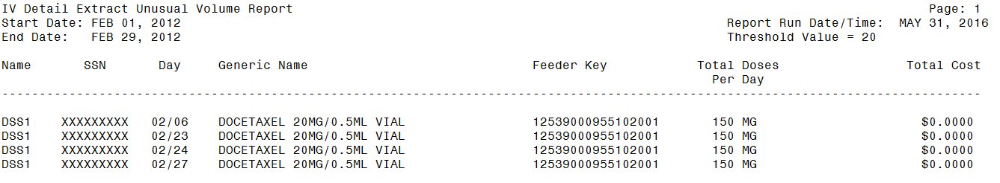 IV Detail Extract Unusual Volume Report Page: 1
Start Date: FEB 01, 2012 Report Run Date/Time: MAY 31, 2016
End Date: FEB 29, 2012 Threshold Value = 20
Name SSN Day Generic Name Feeder Key Total Doses Total Cost
Per Day
--------------------------------------------------------------------------------------------------------------------------------------
DSS1 XXXXXXXXX 02/06 DOCETAXEL 20MG/0.5ML VIAL 12539000955102001 150 MG $0.0000
DSS1 XXXXXXXXX 02/23 DOCETAXEL 20MG/0.5ML VIAL 12539000955102001 150 MG $0.0000
DSS1 XXXXXXXXX 02/24 DOCETAXEL 20MG/0.5ML VIAL 12539000955102001 150 MG $0.0000
DSS1 XXXXXXXXX 02/27 DOCETAXEL 20MG/0.5ML VIAL 12539000955102001 150 MG $0.0000